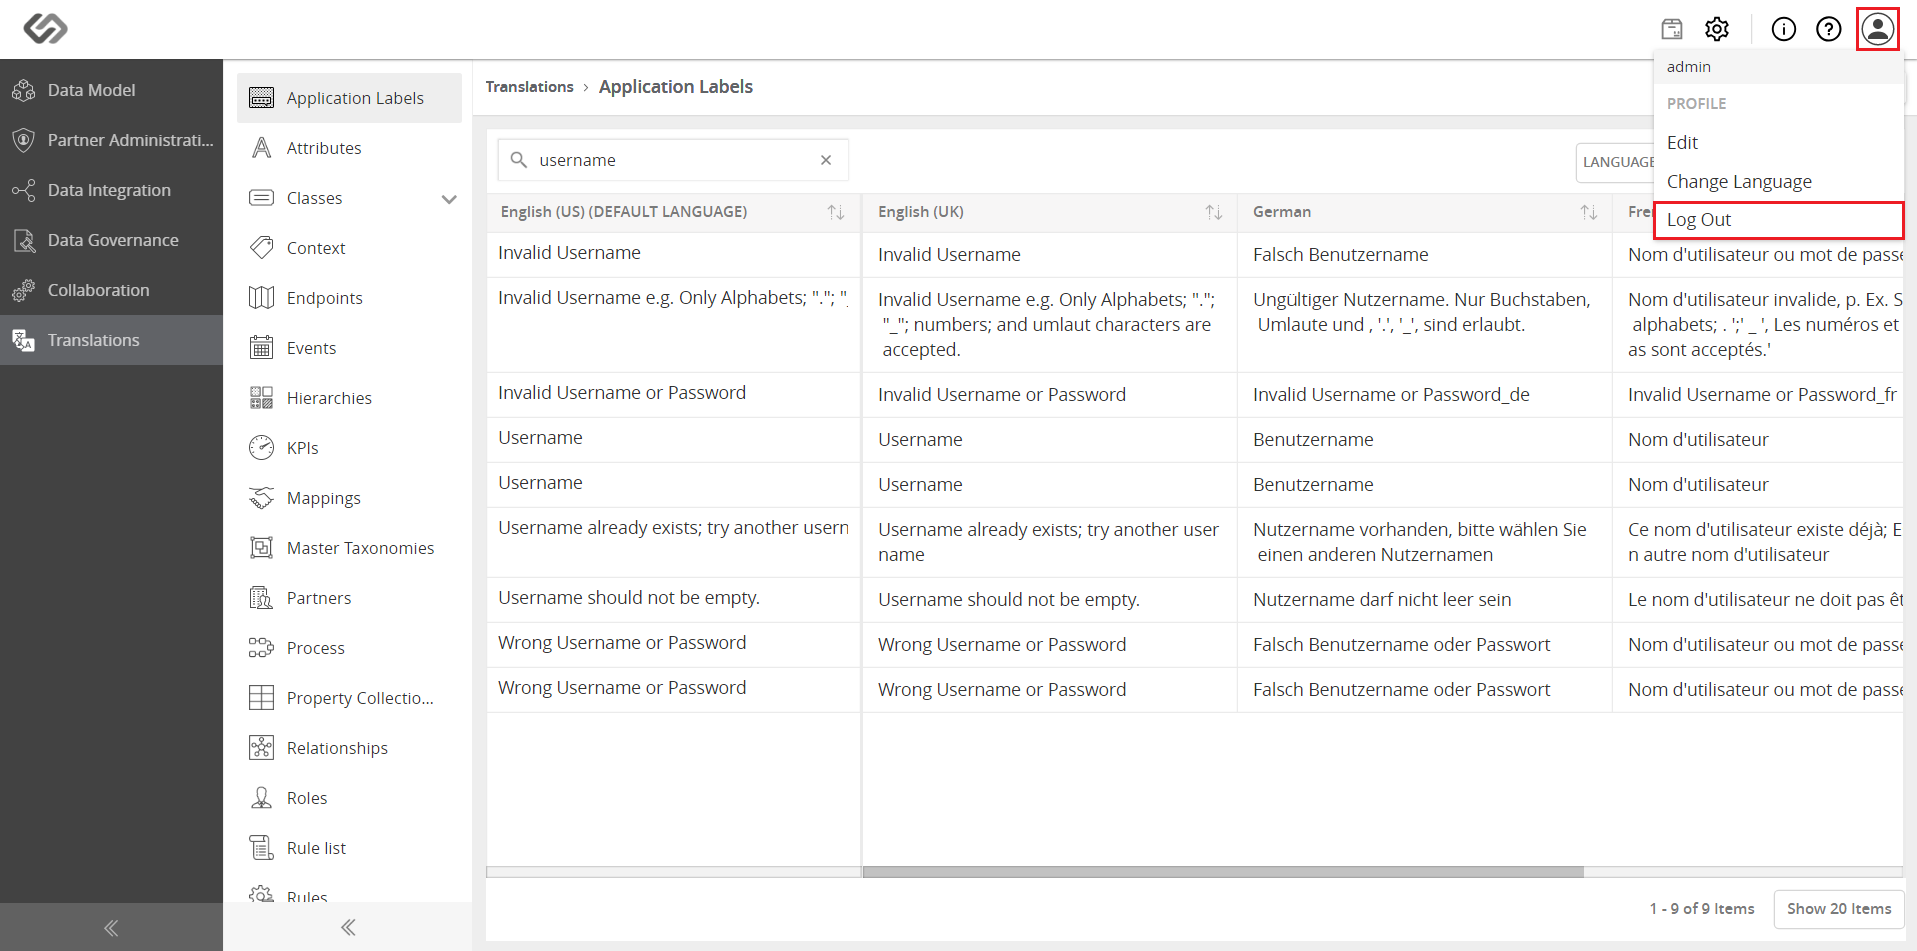 admin
PROFILE
Edit
Change Language
Log Out
Data Model
Partner Administrati...
Data Integration
Data Governance
Collaboration
Translations
Application Labels
Attributes
Classes
Context
Endpoints
Events
Hierarchies
KPIs
Mappings
Master Taxonomies
Partners
Process
Property Collectio...
Relationships
Roles
Rule list
Rules
Translations › Application Labels
username
LANGUAGE
English (US) (DEFAULT LANGUAGE) English (UK) German Fre
Invalid Username Invalid Username Falsch Benutzername Nom d'utilisateur ou mot de passe
Invalid Username e.g. Only Alphabets; "."; "_ Invalid Username e.g. Only Alphabets; "."; Ungültiger Nutzername. Nur Buchstaben, Nom d'utilisateur invalide, p. Ex. S
"_"; numbers; and umlaut characters are Umlaute und , '.', '_', sind erlaubt. alphabets; . ';' _ ', Les numéros et
accepted. as sont acceptés.'
Invalid Username or Password Invalid Username or Password Invalid Username or Password_de Invalid Username or Password_fr
Username Username Benutzername Nom d'utilisateur
Username Username Benutzername Nom d'utilisateur
Username already exists; try another usern Username already exists; try another user Nutzername vorhanden, bitte wählen Sie Ce nom d'utilisateur existe déjà; E
name einen anderen Nutzernamen n autre nom d'utilisateur
Username should not be empty. Username should not be empty. Nutzername darf nicht leer sein Le nom d'utilisateur ne doit pas êt
Wrong Username or Password Wrong Username or Password Falsch Benutzername oder Passwort Nom d'utilisateur ou mot de passe
Wrong Username or Password Wrong Username or Password Falsch Benutzername oder Passwort Nom d'utilisateur ou mot de passe
1 - 9 of 9 Items
Show 20 Items